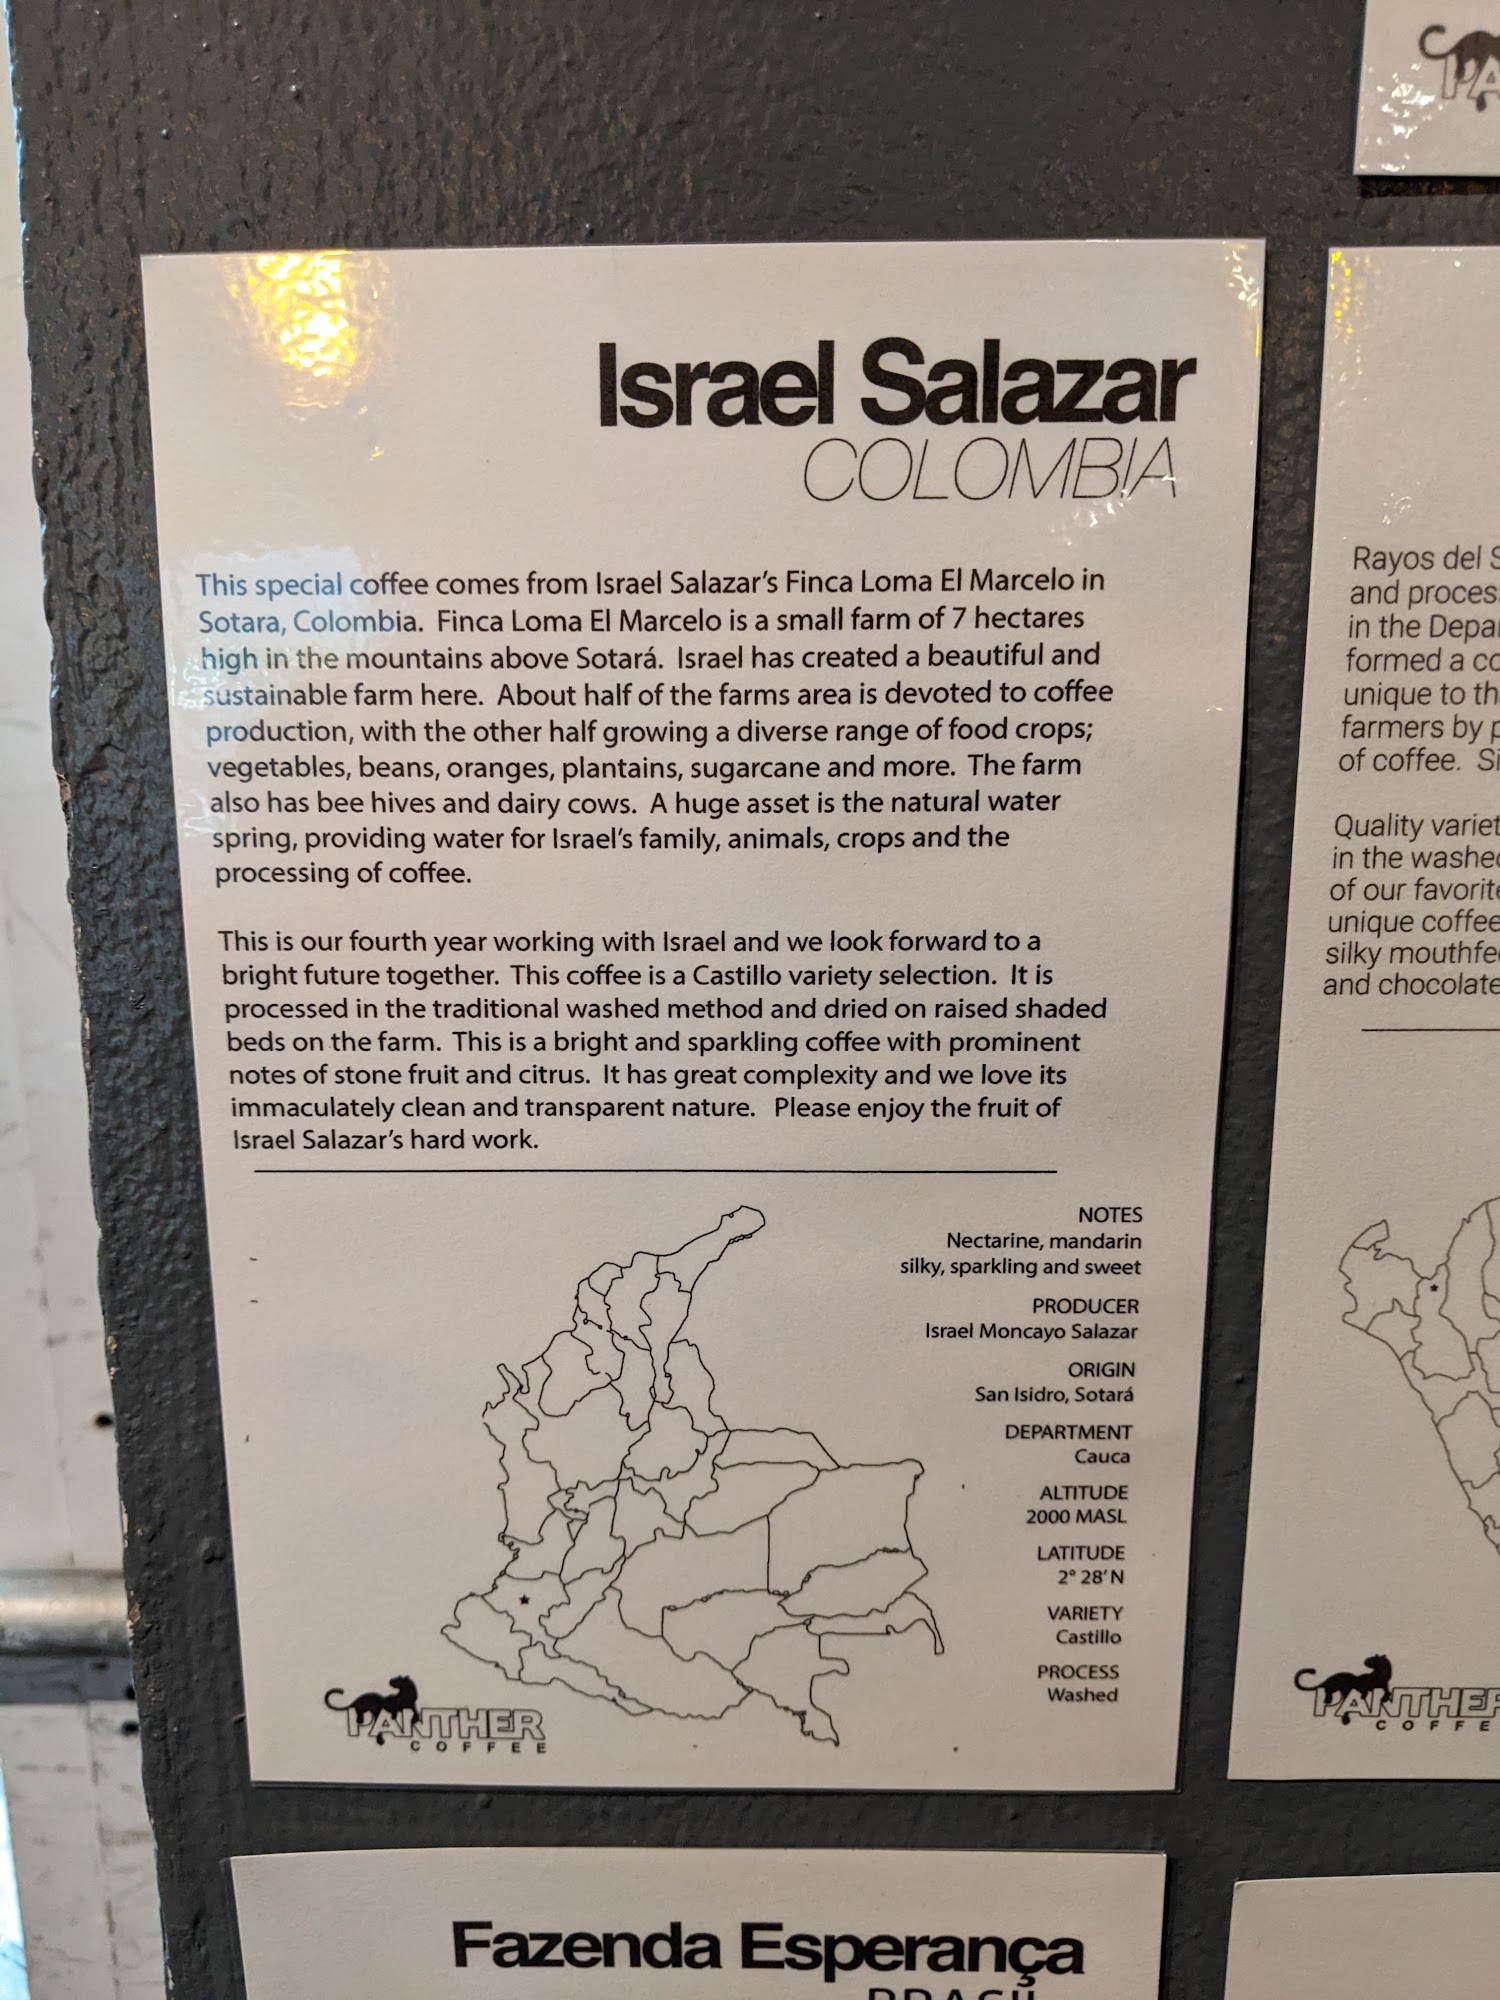 Israel Salazar
COLOMBIA
This special coffee comes from Israel Salazar's Finca Loma El Marcelo in
Sotara, Colombia. Finca Loma El Marcelo is a small farm of 7 hectares
high in the mountains above Sotará. Israel has created a beautiful and
sustainable farm here. About half of the farms area is devoted to coffee
production, with the other half growing a diverse range of food crops;
vegetables, beans, oranges, plantains, sugarcane and more. The farm
also has bee hives and dairy cows. A huge asset is the natural water
spring, providing water for Israel's family, animals, crops and the
processing of coffee.
This is our fourth year working with Israel and we look forward to a
bright future together. This coffee is a Castillo variety selection. It is
processed in the traditional washed method and dried on raised shaded
beds on the farm. This is a bright and sparkling coffee with prominent
notes of stone fruit and citrus. It has great complexity and we love its
immaculately clean and transparent nature. Please enjoy the fruit of
Israel Salazar's hard work.
NOTES
Nectarine, mandarin
silky, sparkling and sweet
PRODUCER
Israel Moncayo Salazar
ORIGIN
San Isidro, Sotará
DEPARTMENT
Cauca
ALTITUDE
2000 MASL
LATITUDE
2° 28' N
VARIETY
Castillo
PROCESS
Washed
PANTHER
COFFEE
Rayos del
and
in the
formed a
unique to
farmers by
of coffee.
Quality
in the
of our
unique coffee
silky
and chocolate
PANTHER
Fazenda Esperança